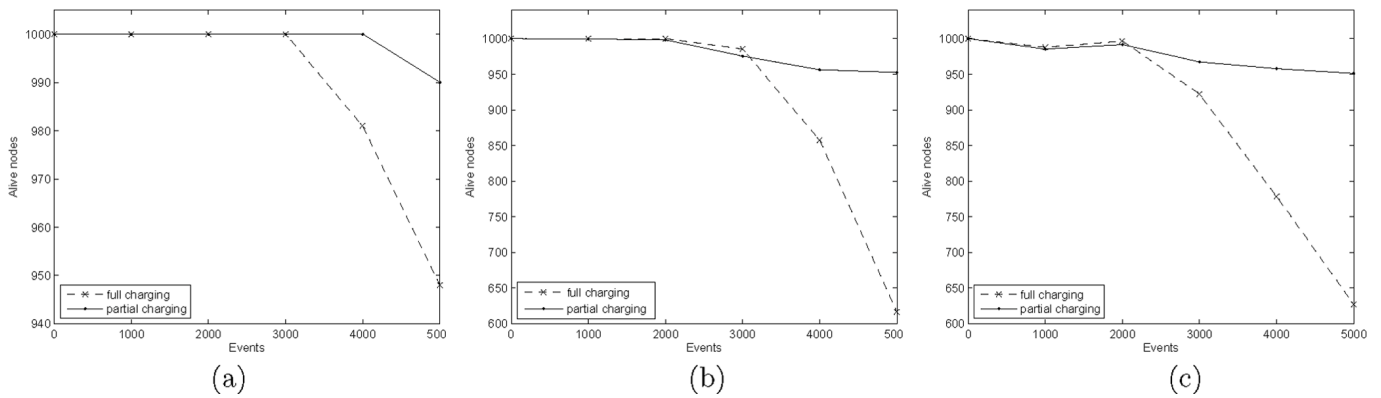 1000
990
980
970
960
950
940
Alive nodes
full charging
partial charging
0 1000 2000 3000 4000 500
Events
(a)
1000
950
900
850
800
750
700
650
600
Alive nodes
full charging
partial charging
0 1000 2000 3000 4000 500
Events
(b)
1000
950
900
850
800
750
700
650
600
Alive nodes
full charging
partial charging
0 1000 2000 3000 4000 5000
Events
(c)